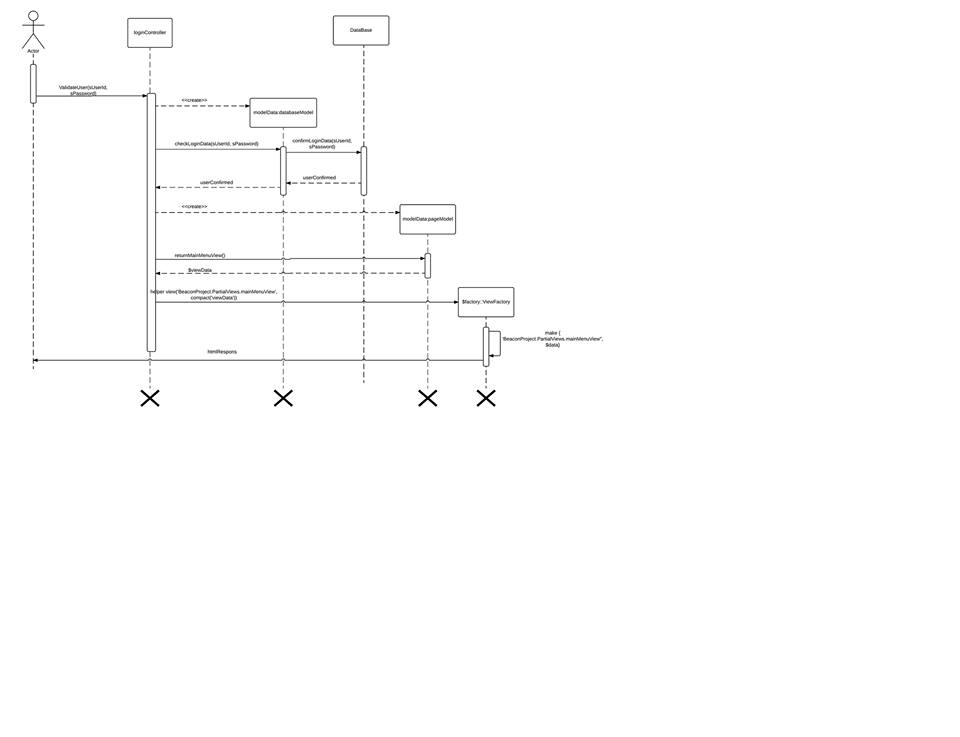 Actor
loginController
DataBase
ValidateUser(sUserId,
sPassword)
<<create>>
modelData:databaseModel
checkLoginData(sUserId, sPassword)
confirmLoginData(sUserId,
sPassword)
userConfirmed
userConfirmed
<<create>>
modelData:pageModel
returnMainMenuView()
$viewData
helper view('BeaconProject.PartialViews.mainMenuView',
compact('viewData'))
$factory::ViewFactory
make (
'BeaconProject.PartialViews.mainMenuView",
$data)
htmlRespons